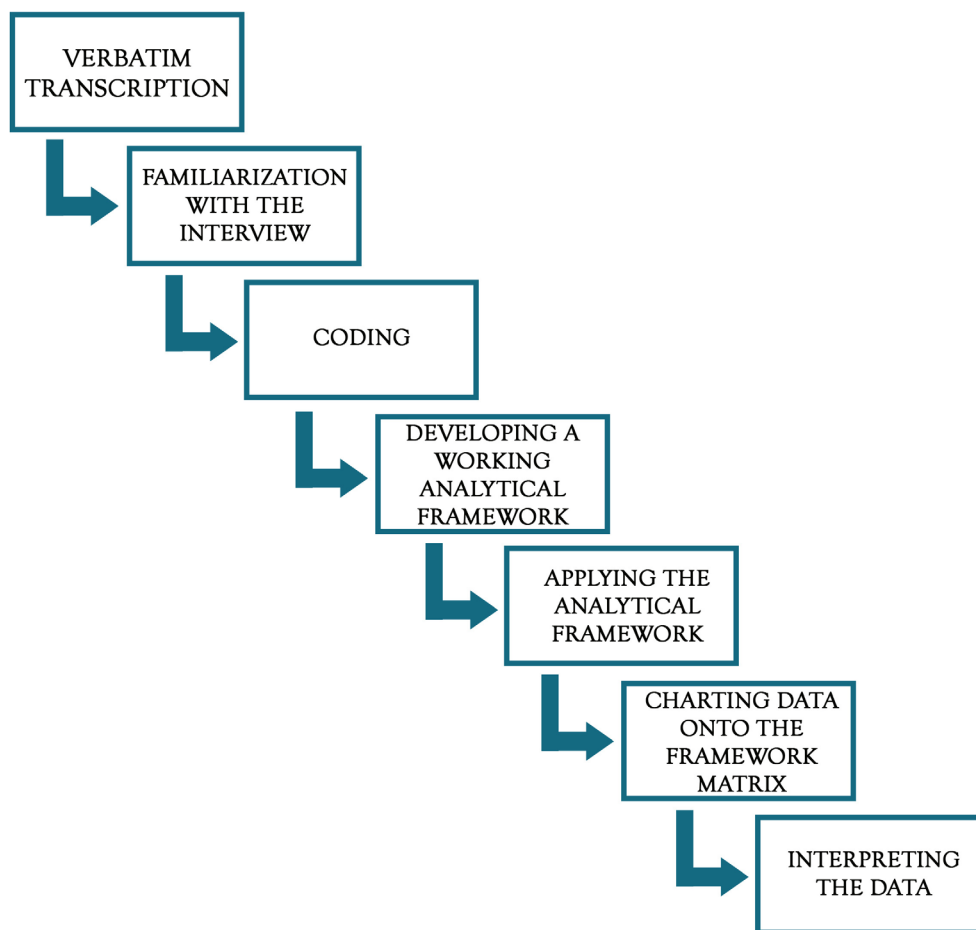 VERBATIM
TRANSCRIPTION
FAMILIARIZATION
WITH THE
INTERVIEW
CODING
DEVELOPING A
WORKING
ANALYTICAL
FRAMEWORK
APPLYING THE
ANALYTICAL
FRAMEWORK
CHARTING DATA
ONTO THE
FRAMEWORK
MATRIX
INTERPRETING
THE DATA